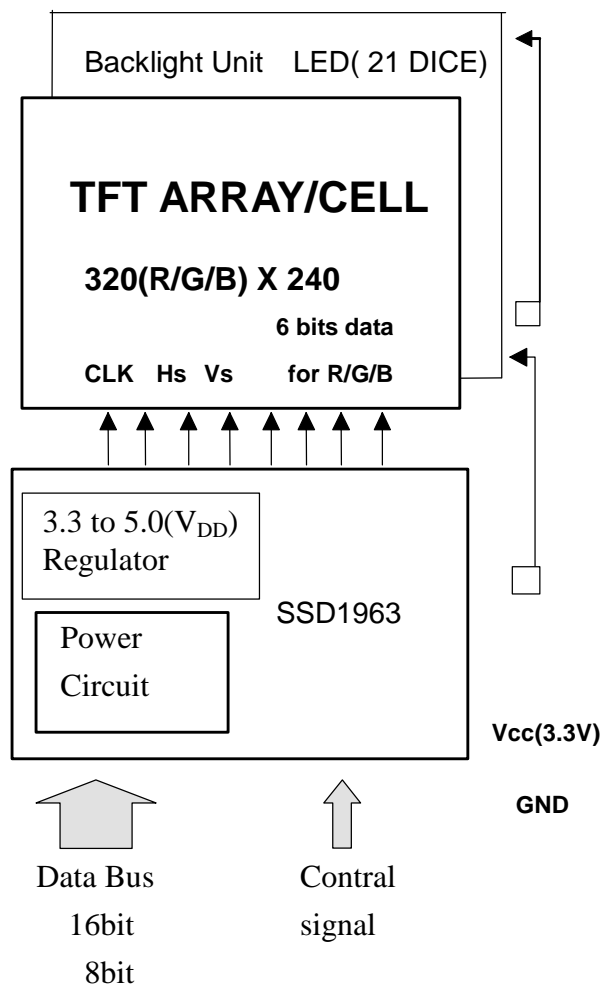 Backlight Unit LED( 21 DICE)
TFT ARRAY/CELL
320(R/G/B) X 240
6 bits data
CLK Hs Vs for R/G/B
3.3 to 5.0(VDD)
Regulator
SSD1963
Power
Circuit
Vcc(3.3V)
GND
Data Bus
16bit
8bit
Contral
signal